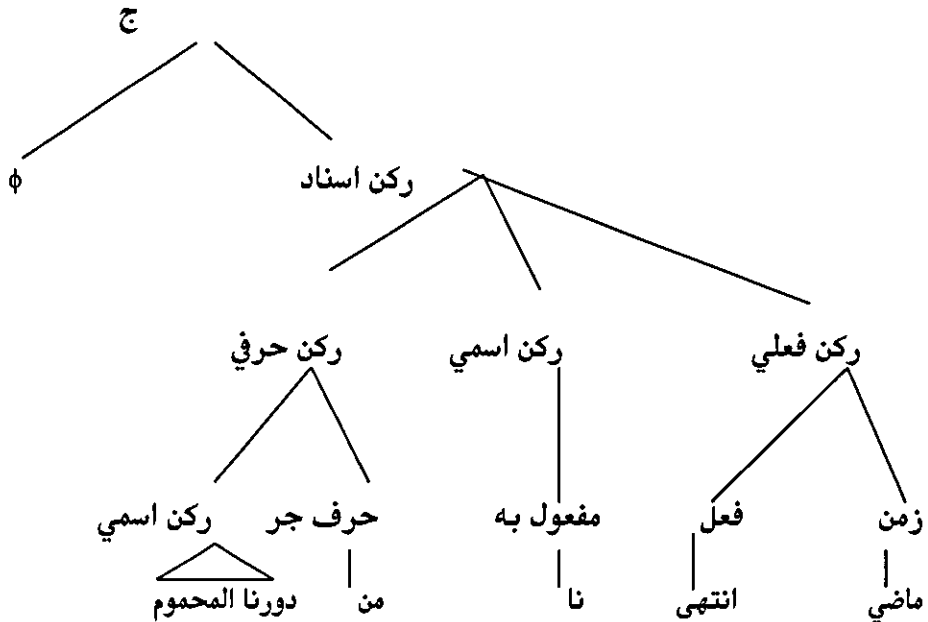 ج
ركن اسناد φ
ركن فعلي ركن اسمي ركن حرفي
زمن فعل مفعول به حرف جر ركن اسمي
ماضي انتهى نا من دورنا المحموم